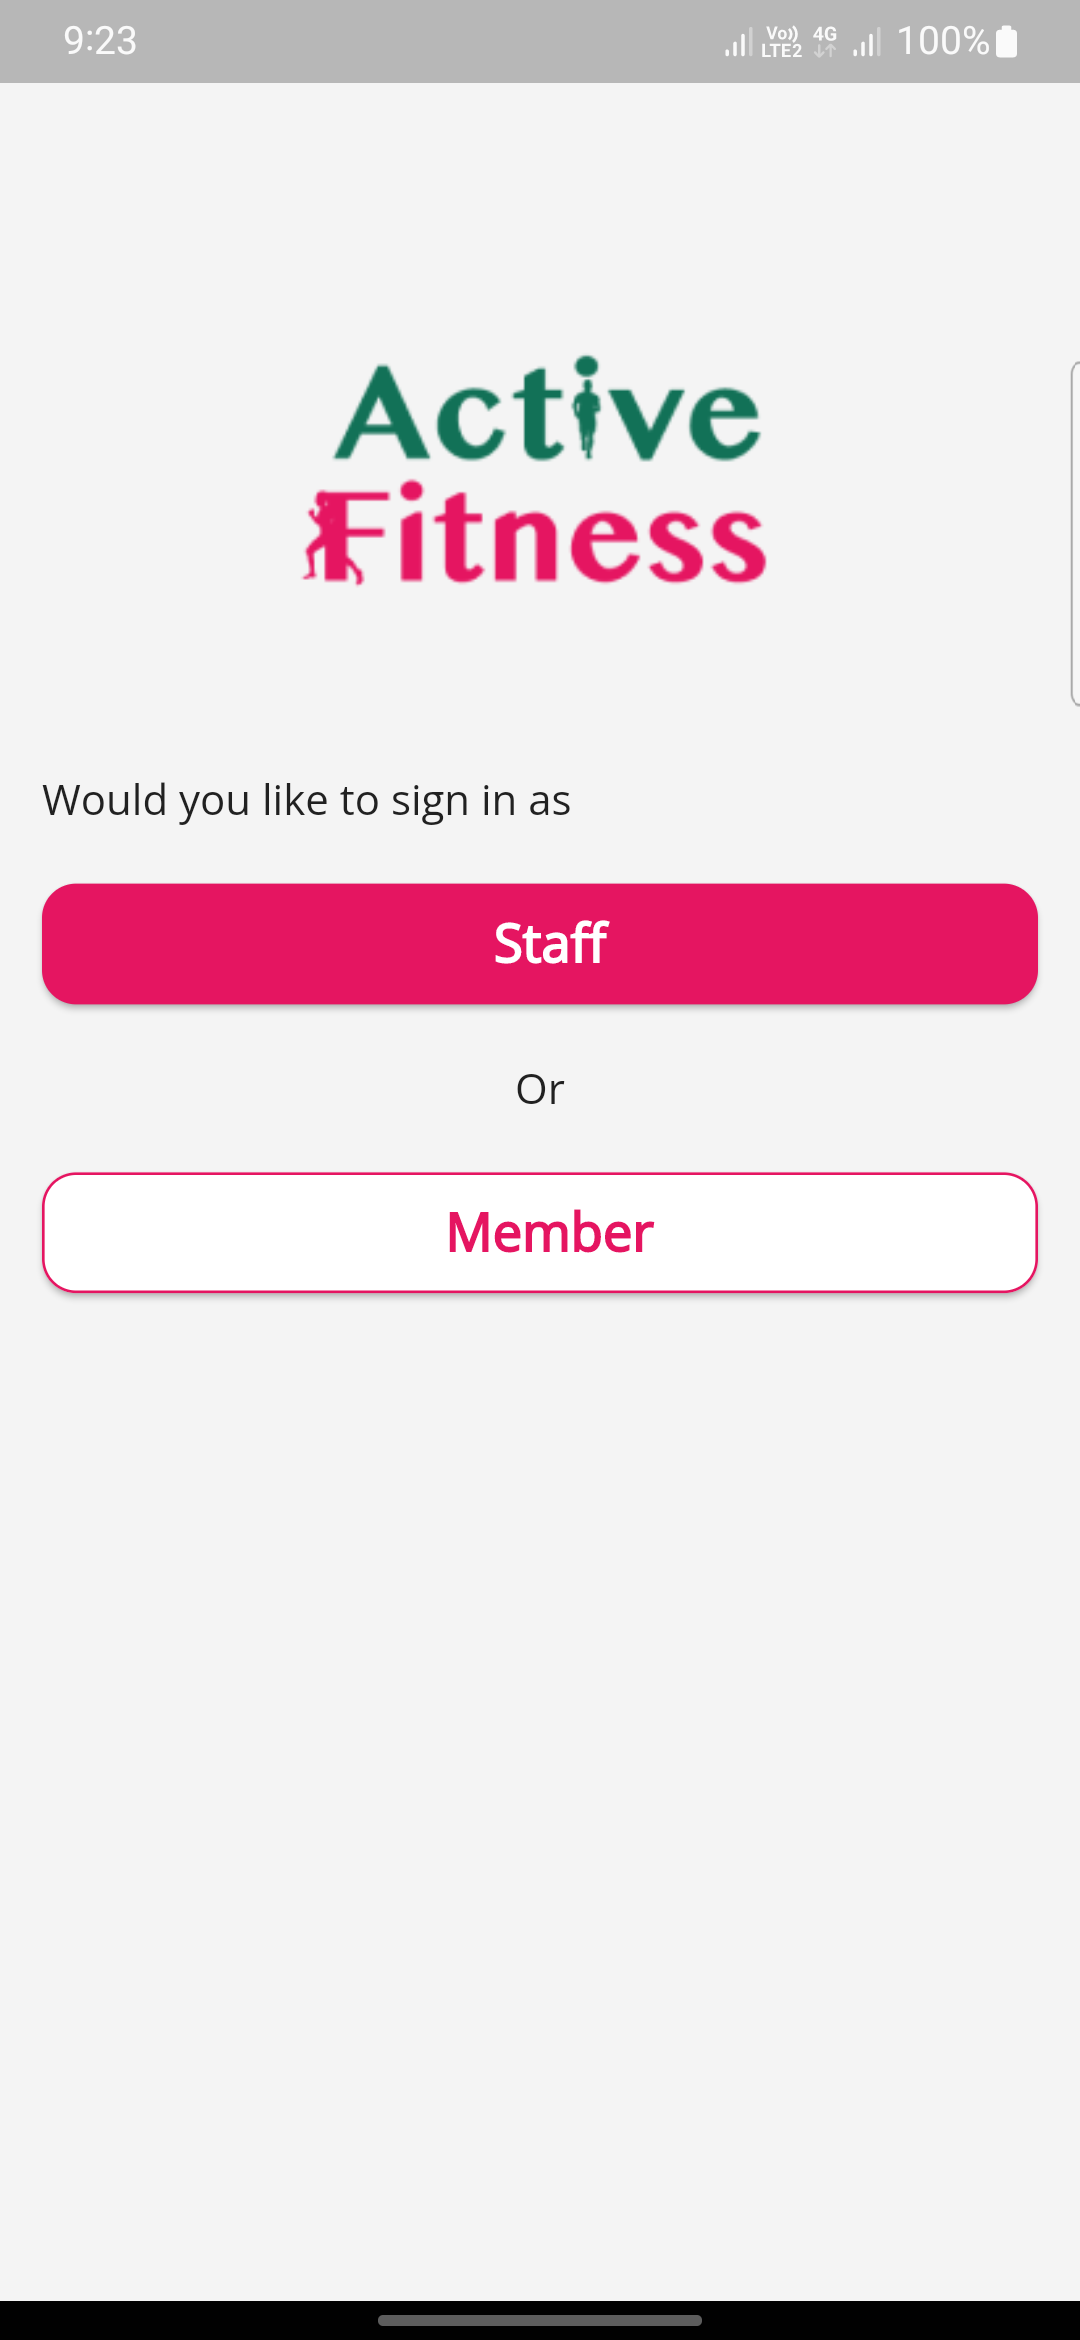 9:23 Vo)) LTE2 4G 100%
Active
Fitness
Would you like to sign in as
Staff
Or
Member